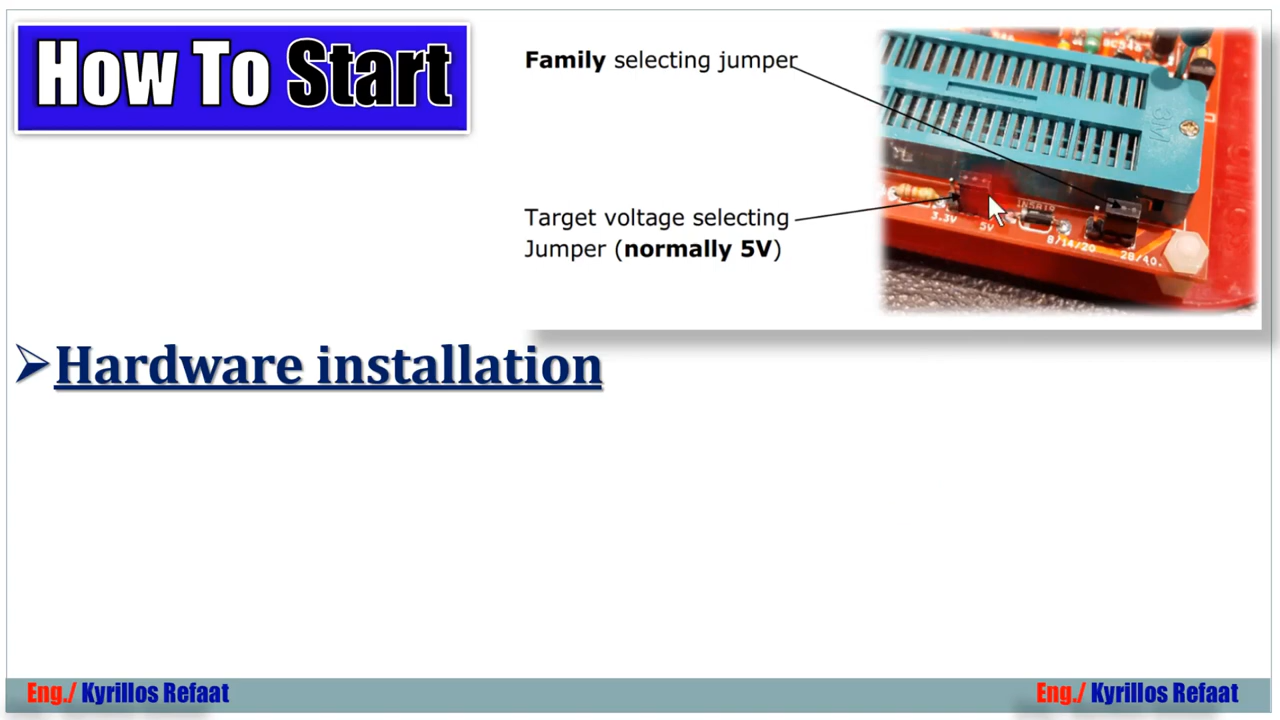 How To Start
Family selecting jumper
Target voltage selecting
Jumper (normally 5V)
3M
3.3V
5V
8/14/20
28/40.
Hardware installation
Eng./ Kyrillos Refaat
Eng./ Kyrillos Refaat